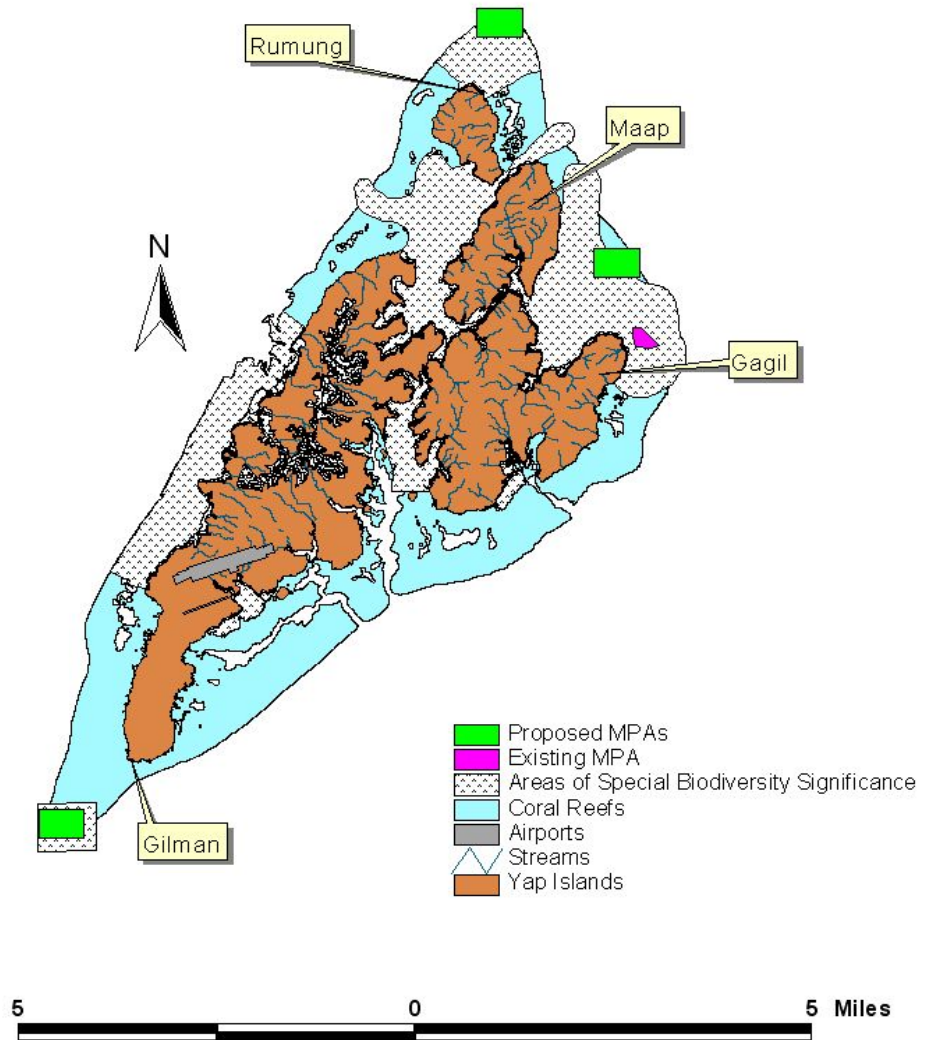 Rumung
Maap
N
Gagil
Proposed MPAs
Existing MPA
Areas of Special Biodiversity Significance
Coral Reefs
Airports
Streams
Yap Islands
Gilman
5 0 5 Miles